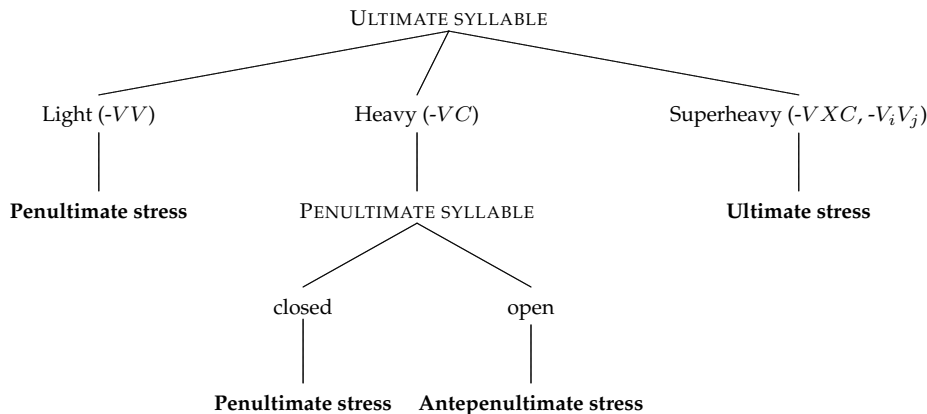 ULTIMATE SYLLABLE
Light (-VV) Heavy (-VC) Superheavy (-VXC, -ViVj)
Penultimate stress PENULTIMATE SYLLABLE Ultimate stress
closed open
Penultimate stress Antepenultimate stress